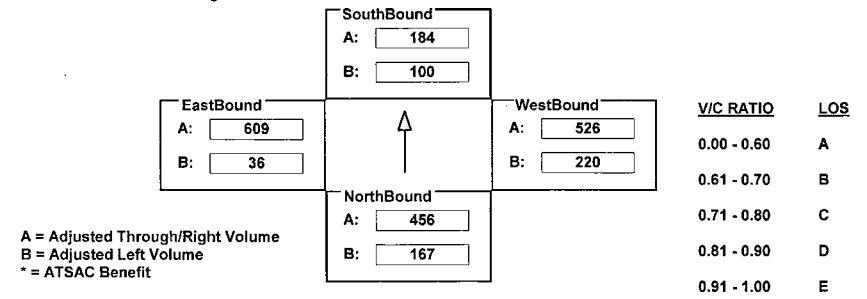 SouthBound
A: 184
B: 100
EastBound
A: 609
B: 36
WestBound
A: 526
B: 220
NorthBound
A: 456
B: 167
A = Adjusted Through/Right Volume
B = Adjusted Left Volume
* = ATSAC Benefit
V/C RATIO LOS
0.00 - 0.60 A
0.61 - 0.70 B
0.71 - 0.80 C
0.81 - 0.90 D
0.91 - 1.00 E